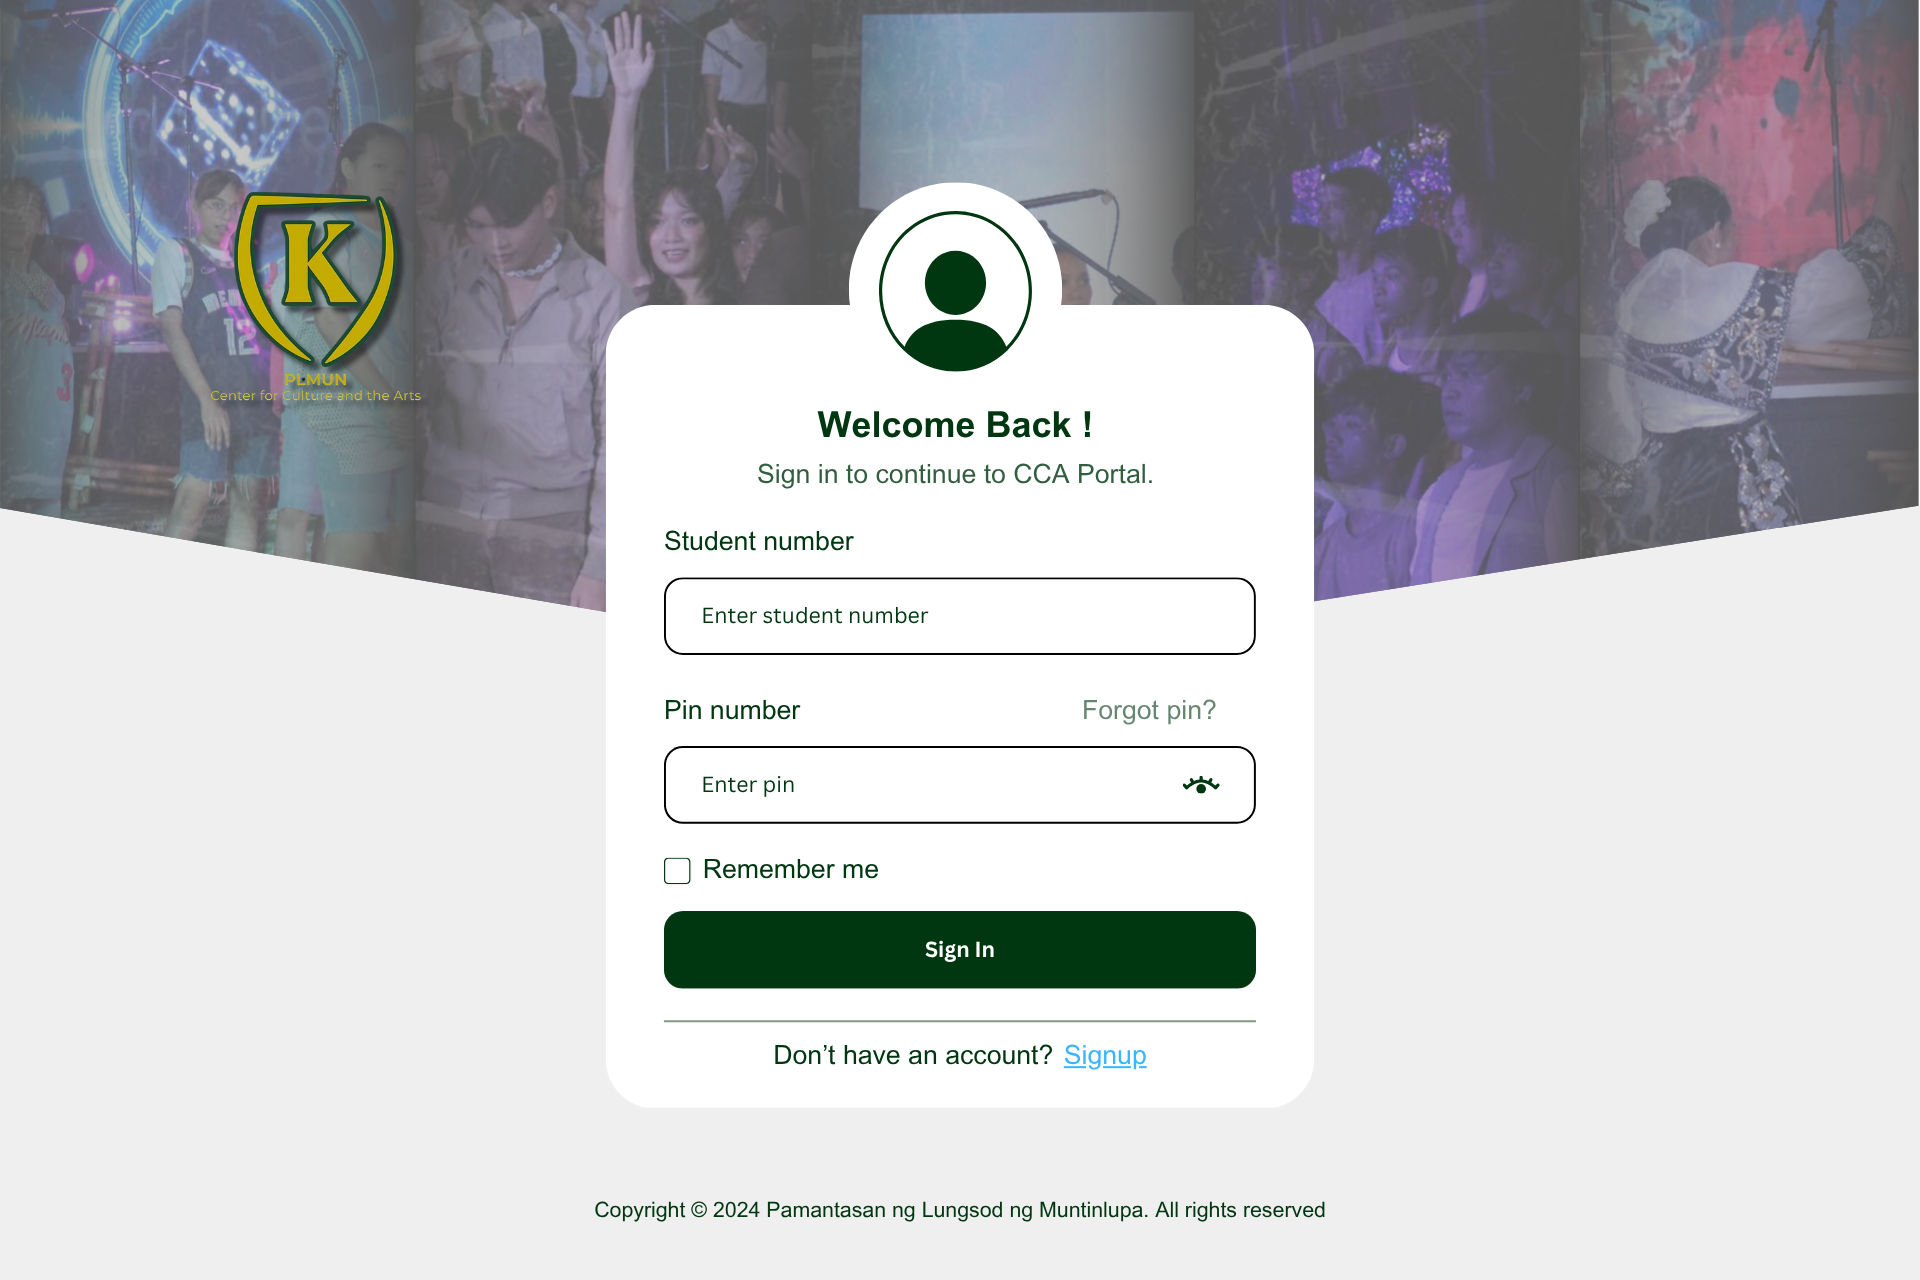 K
PLMUN
Center for Culture and the Arts
12
3
Welcome Back !
Sign in to continue to CCA Portal.
Student number
Enter student number
Pin number
Forgot pin?
Enter pin
Remember me
Sign In
Don’t have an account? Signup
Copyright © 2024 Pamantasan ng Lungsod ng Muntinlupa. All rights reserved